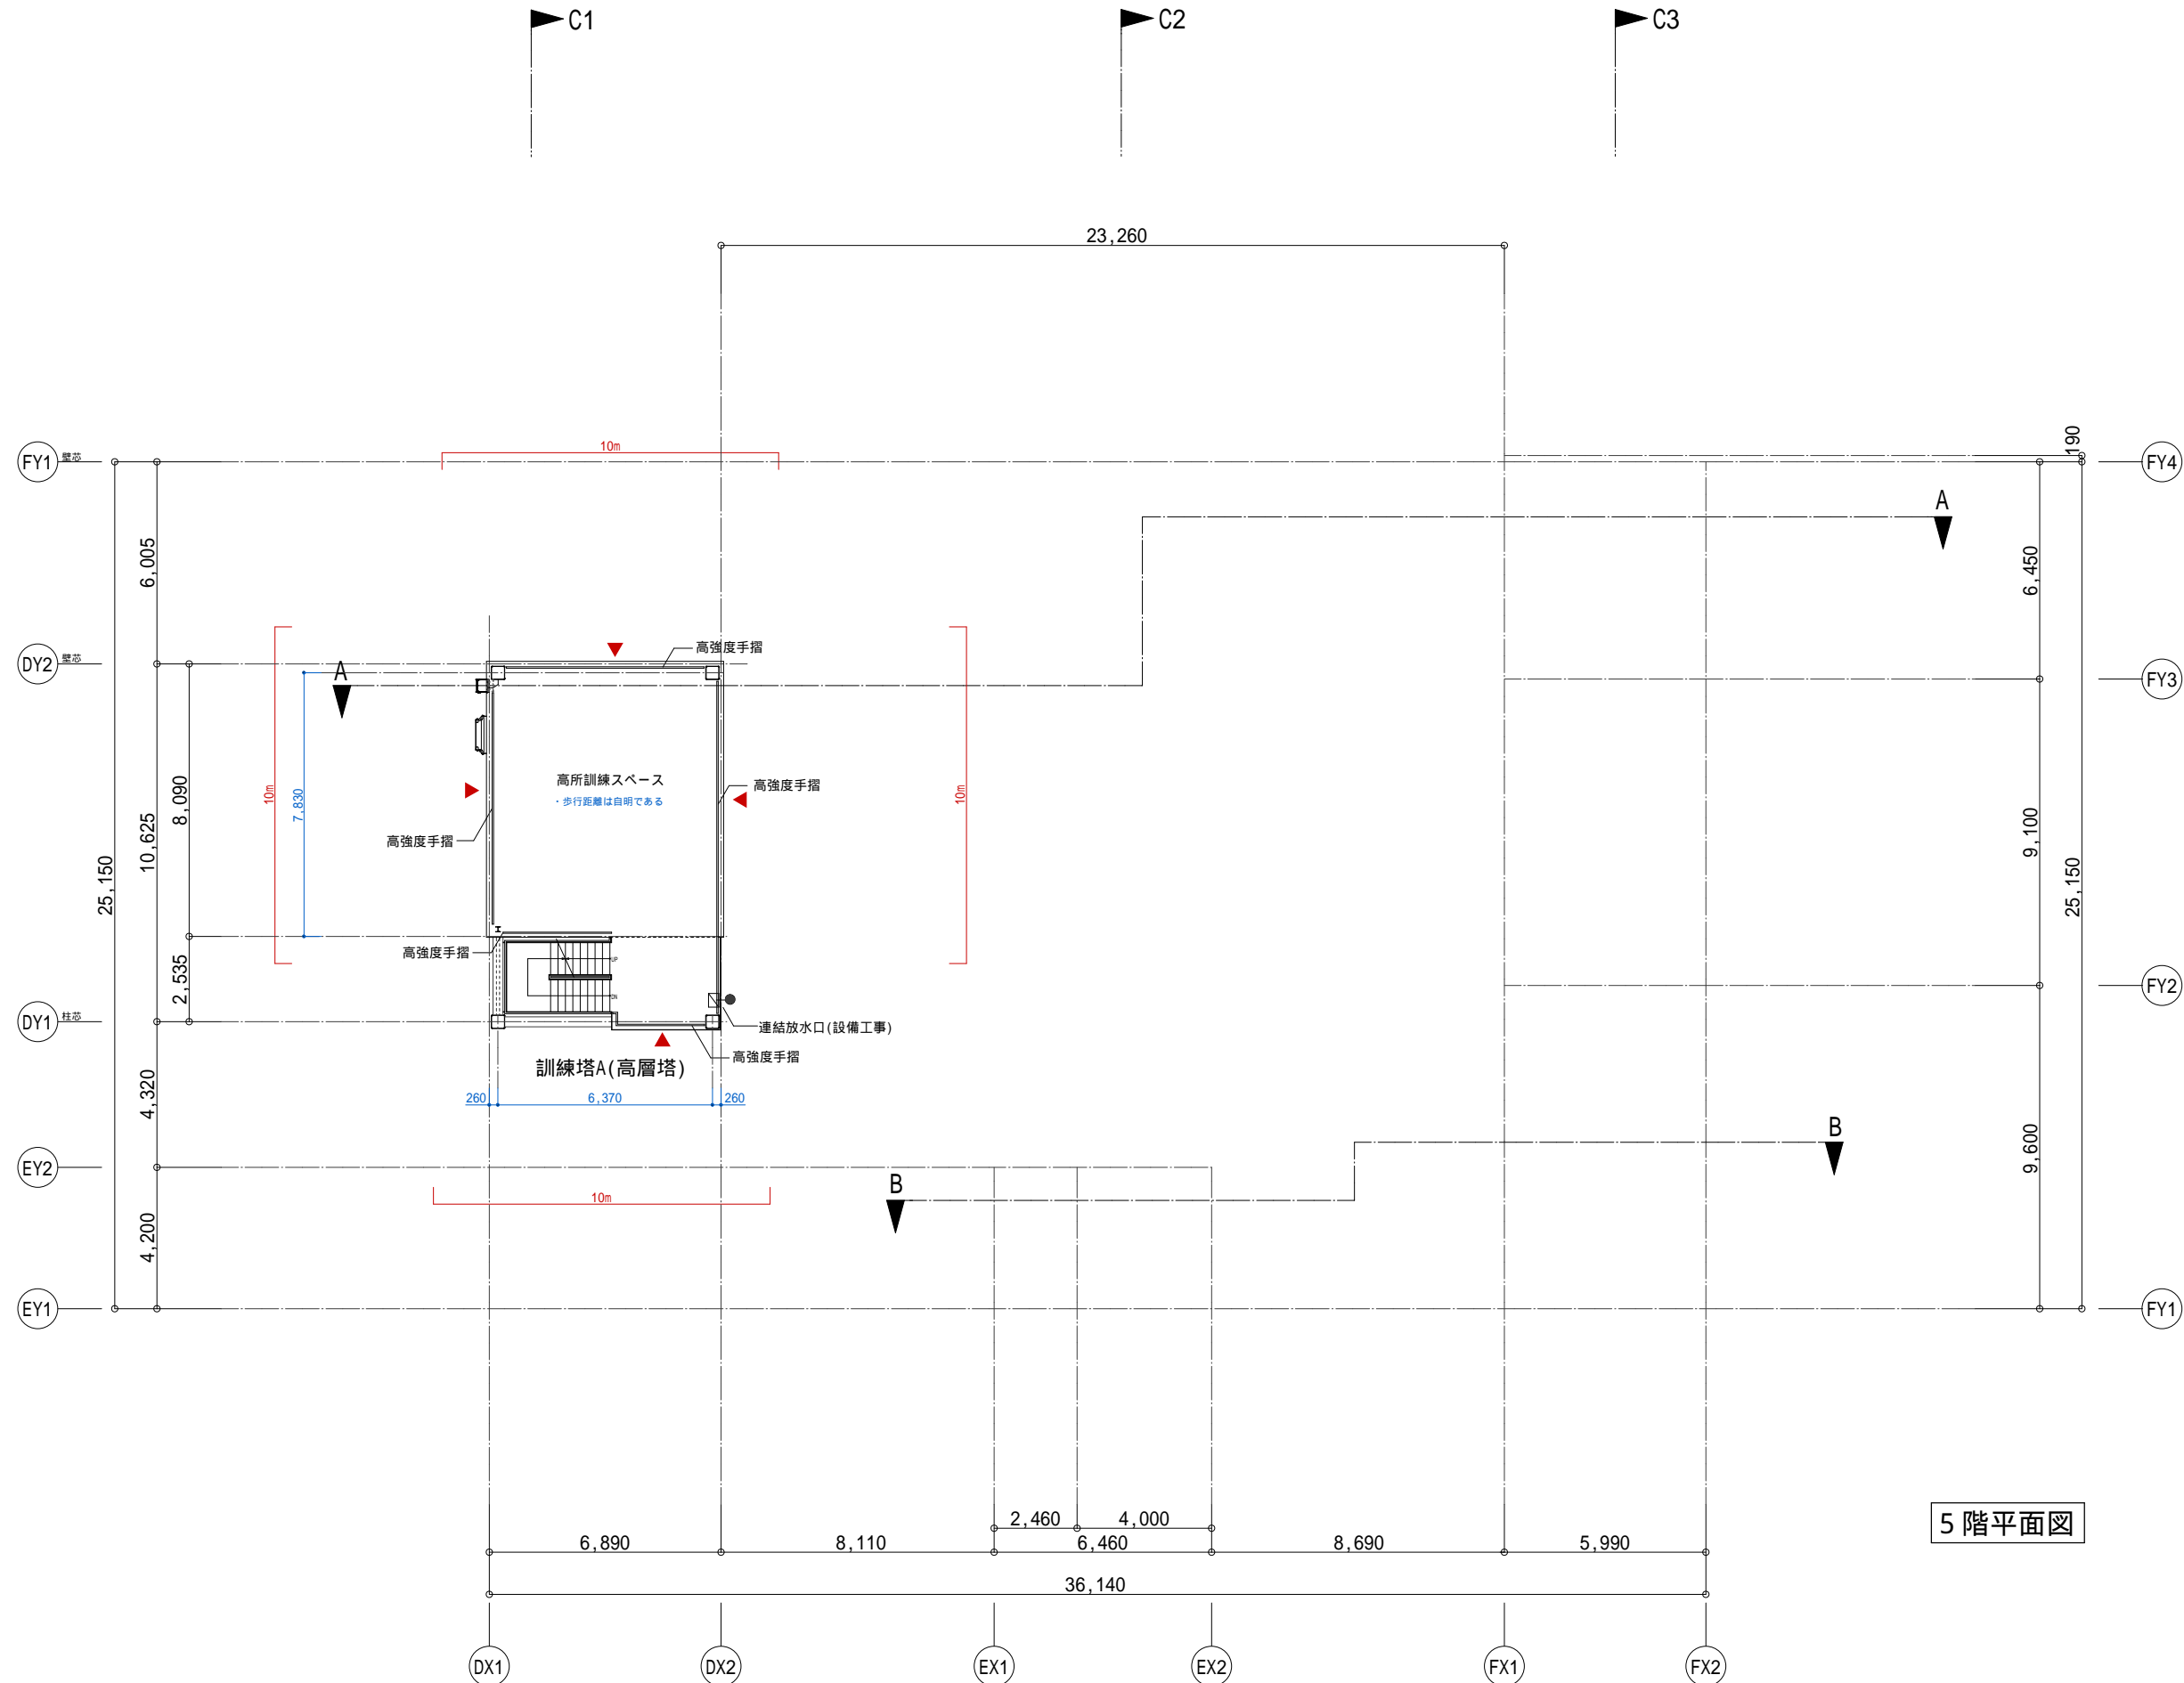 C1
C2
C3
23,260
190
FY1
壁芯
10m
FY4
A
6,005
6,450
DY2
壁芯
高強度手摺
A
FY3
10m
7,830
8,090
10,625
25,150
高所訓練スペース
・歩行距離は自明である
高強度手摺
高強度手摺
10m
9,100
25,150
高強度手摺
UP
DN
2,535
FY2
DY1
柱芯
連結放水口(設備工事)
高強度手摺
訓練塔A(高層塔)
260
6,370
260
4,320
B
9,600
EY2
10m
B
4,200
EY1
FY1
5階平面図
2,460
4,000
6,890
8,110
6,460
8,690
5,990
36,140
DX1
DX2
EX1
EX2
FX1
FX2